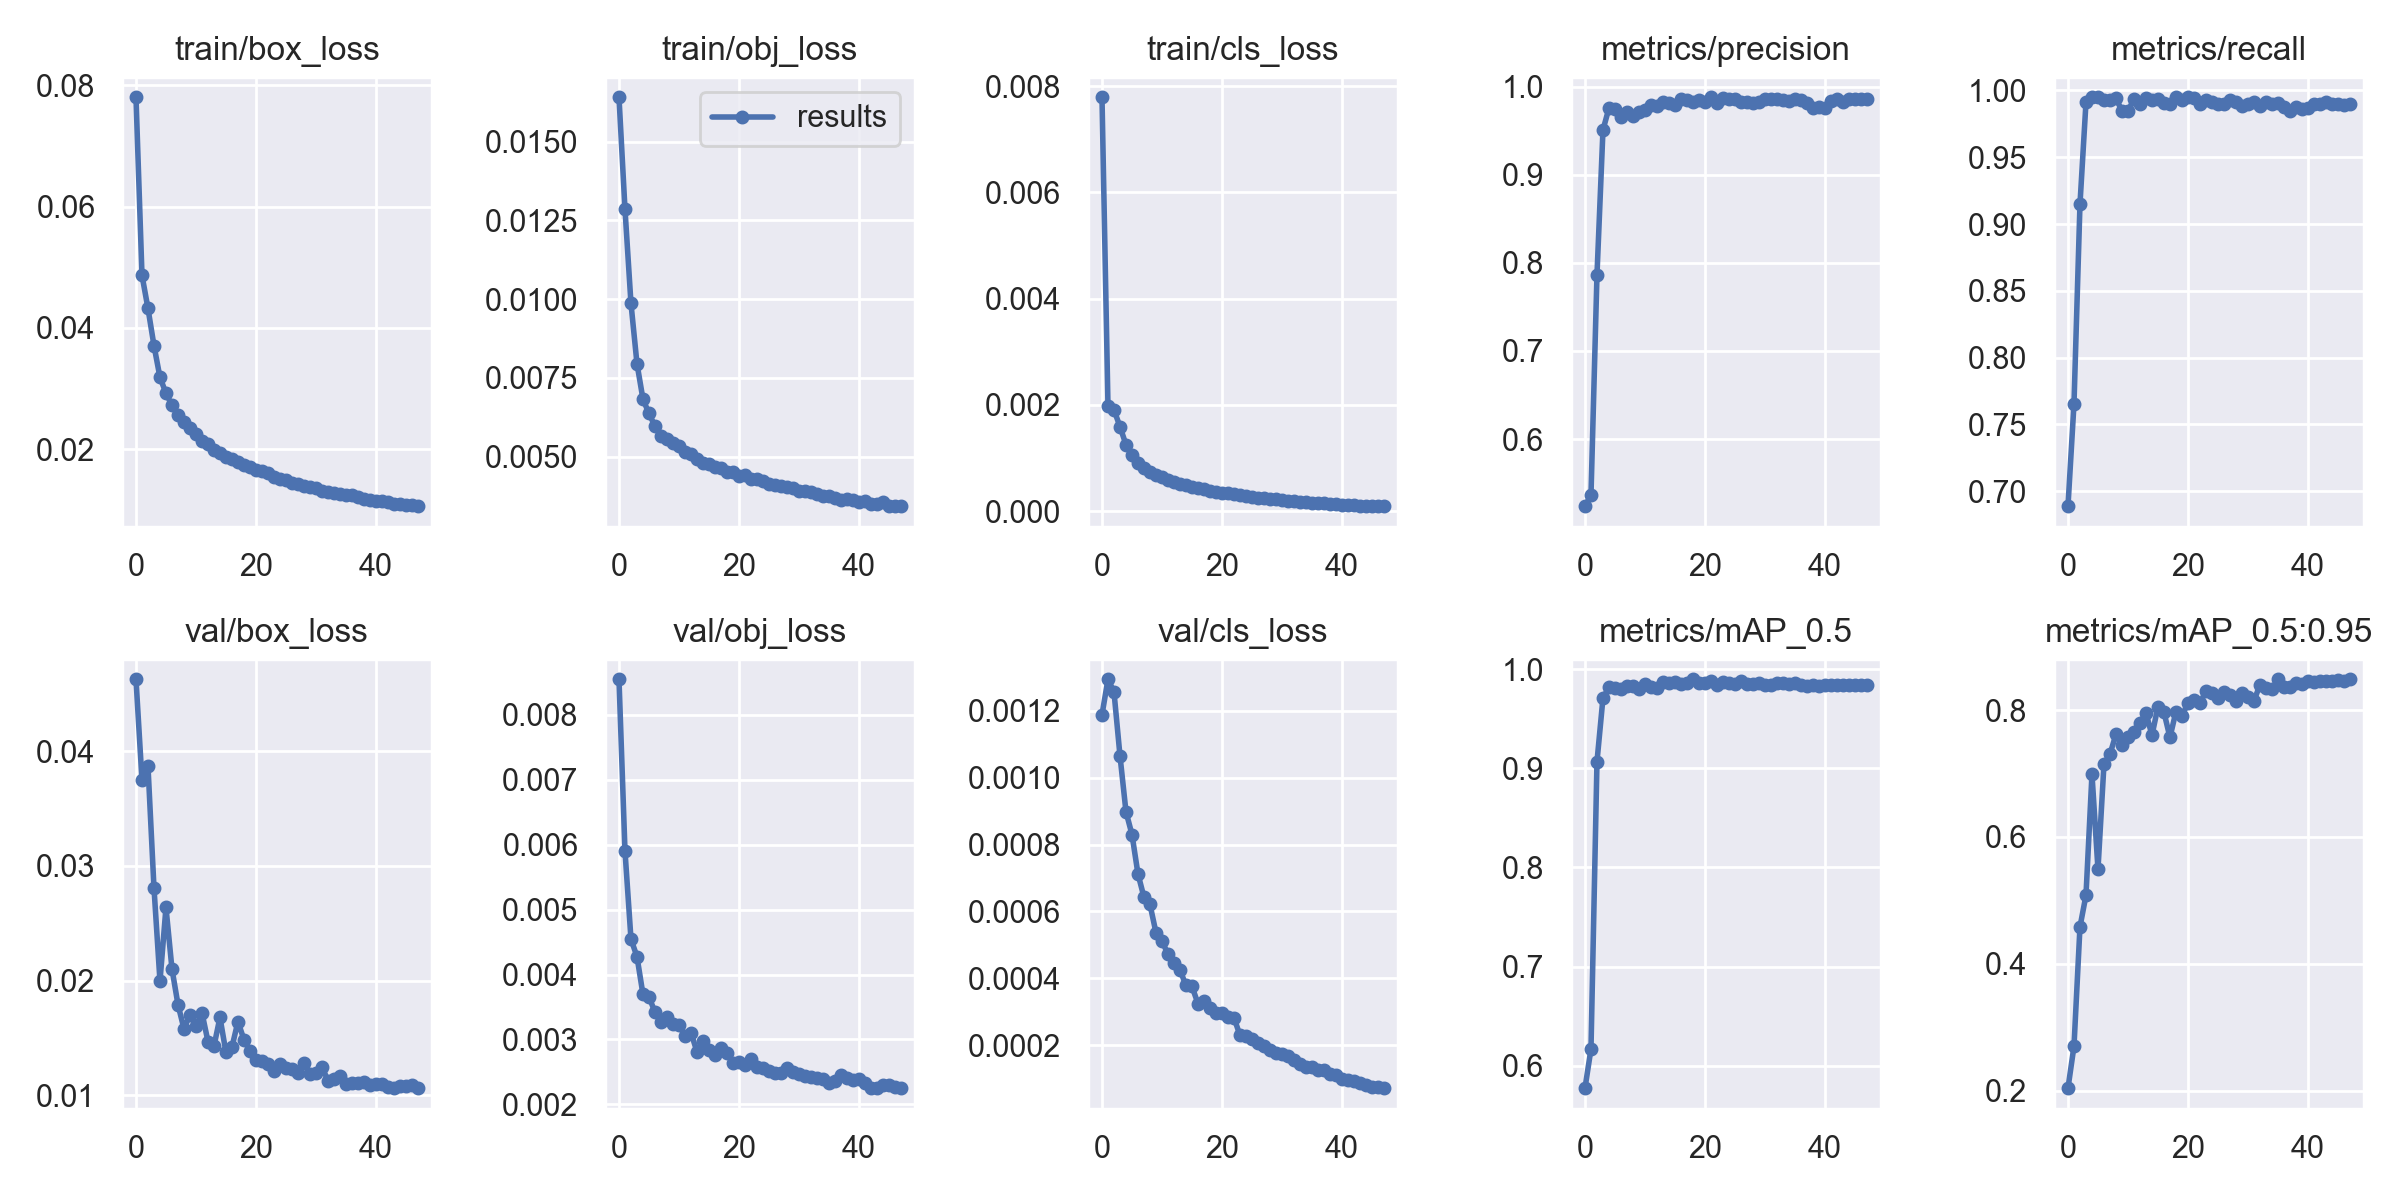 train/box_loss
0.08
0.06
0.04
0.02
0 20 40
train/obj_loss
results
0.0150
0.0125
0.0100
0.0075
0.0050
0 20 40
train/cls_loss
0.008
0.006
0.004
0.002
0.000
0 20 40
metrics/precision
1.0
0.9
0.8
0.7
0.6
0 20 40
metrics/recall
1.00
0.95
0.90
0.85
0.80
0.75
0.70
0 20 40
val/box_loss
0.04
0.03
0.02
0.01
0 20 40
val/obj_loss
0.008
0.007
0.006
0.005
0.004
0.003
0.002
0 20 40
val/cls_loss
0.0012
0.0010
0.0008
0.0006
0.0004
0.0002
0 20 40
metrics/mAP_0.5
1.0
0.9
0.8
0.7
0.6
0 20 40
metrics/mAP_0.5:0.95
0.8
0.6
0.4
0.2
0 20 40